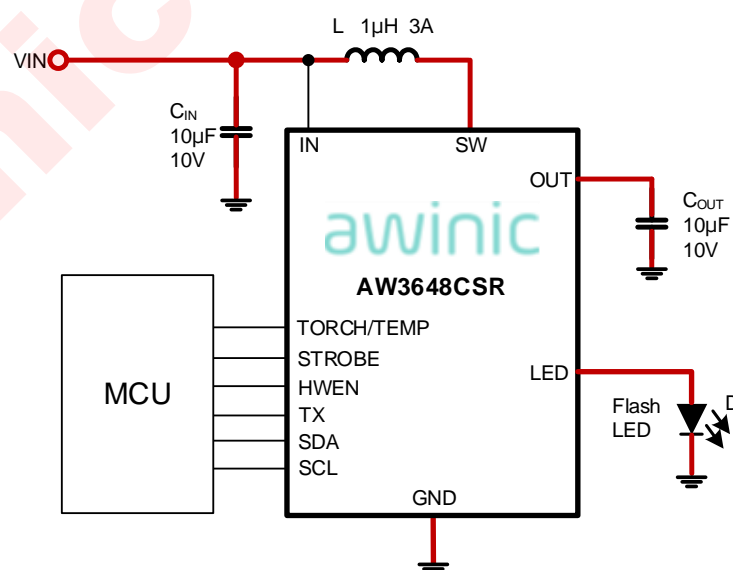 L 1µH 3A
VIN
CIN
10µF
10V
IN
SW
OUT
COUT
10µF
10V
awinic
AW3648CSR
MCU
TORCH/TEMP
STROBE
HWEN
TX
SDA
SCL
LED
Flash
LED
D
GND